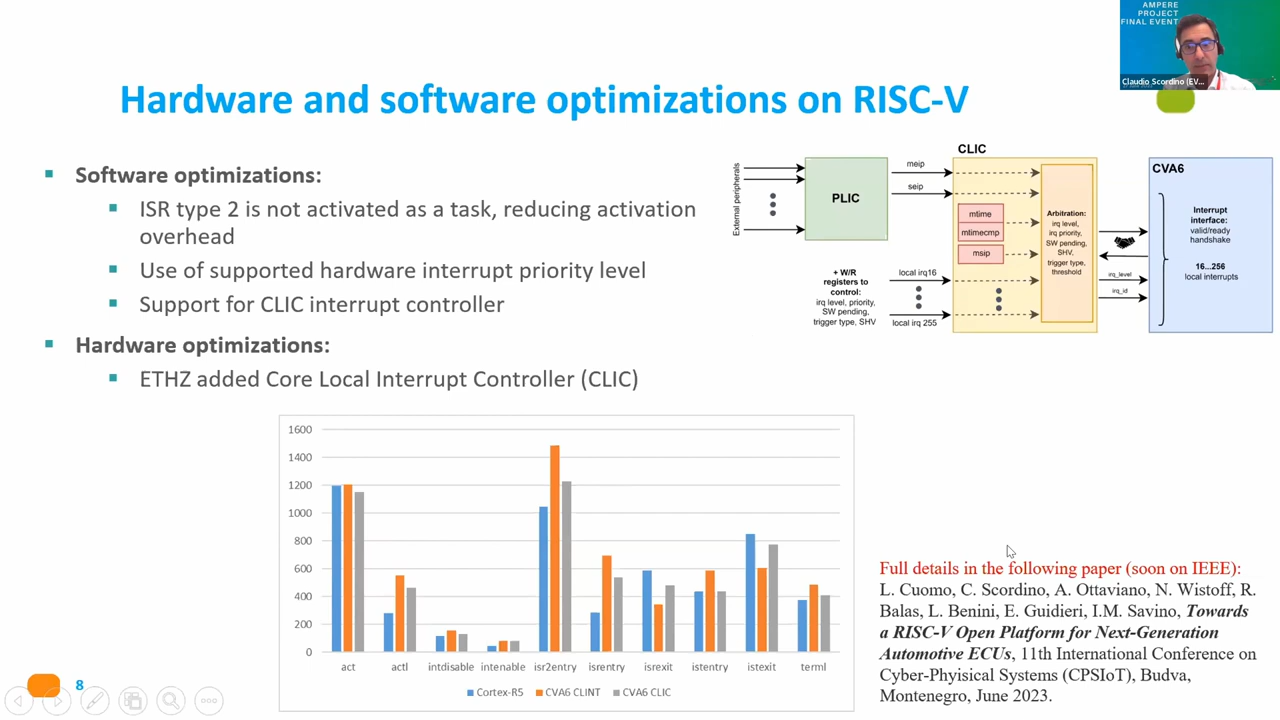 AMPERE
PROJECT
FINAL EVENT
Claudio Scordino (EV...
Hardware and software optimizations on RISC-V
Software optimizations:
ISR type 2 is not activated as a task, reducing activation
overhead
Use of supported hardware interrupt priority level
Support for CLIC interrupt controller
Hardware optimizations:
ETHZ added Core Local Interrupt Controller (CLIC)
External peripherals
PLIC
meip
seip
CLIC
mtime
mtimecmp
msip
Arbitration:
irq level,
irq priority,
SW pending,
SHV,
trigger type,
threshold
+ W/R
registers to
control:
irq level, priority,
SW pending,
trigger type, SHV
local irq16
local irq 255
irq_level
irq_id
CVA6
Interrupt
interface:
valid/ready
handshake
16...256
local interrupts
1600
1400
1200
1000
800
600
400
200
0
act actl intdisable intenable isr2entry isrentry isrexit istentry istexit terml
Cortex-R5 CVA6 CLINT CVA6 CLIC
Full details in the following paper (soon on IEEE):
L. Cuomo, C. Scordino, A. Ottaviano, N. Wistoff, R.
Balas, L. Benini, E. Guidieri, I.M. Savino, Towards
a RISC-V Open Platform for Next-Generation
Automotive ECUs, 11th International Conference on
Cyber-Phyisical Systems (CPSIoT), Budva,
Montenegro, June 2023.
8